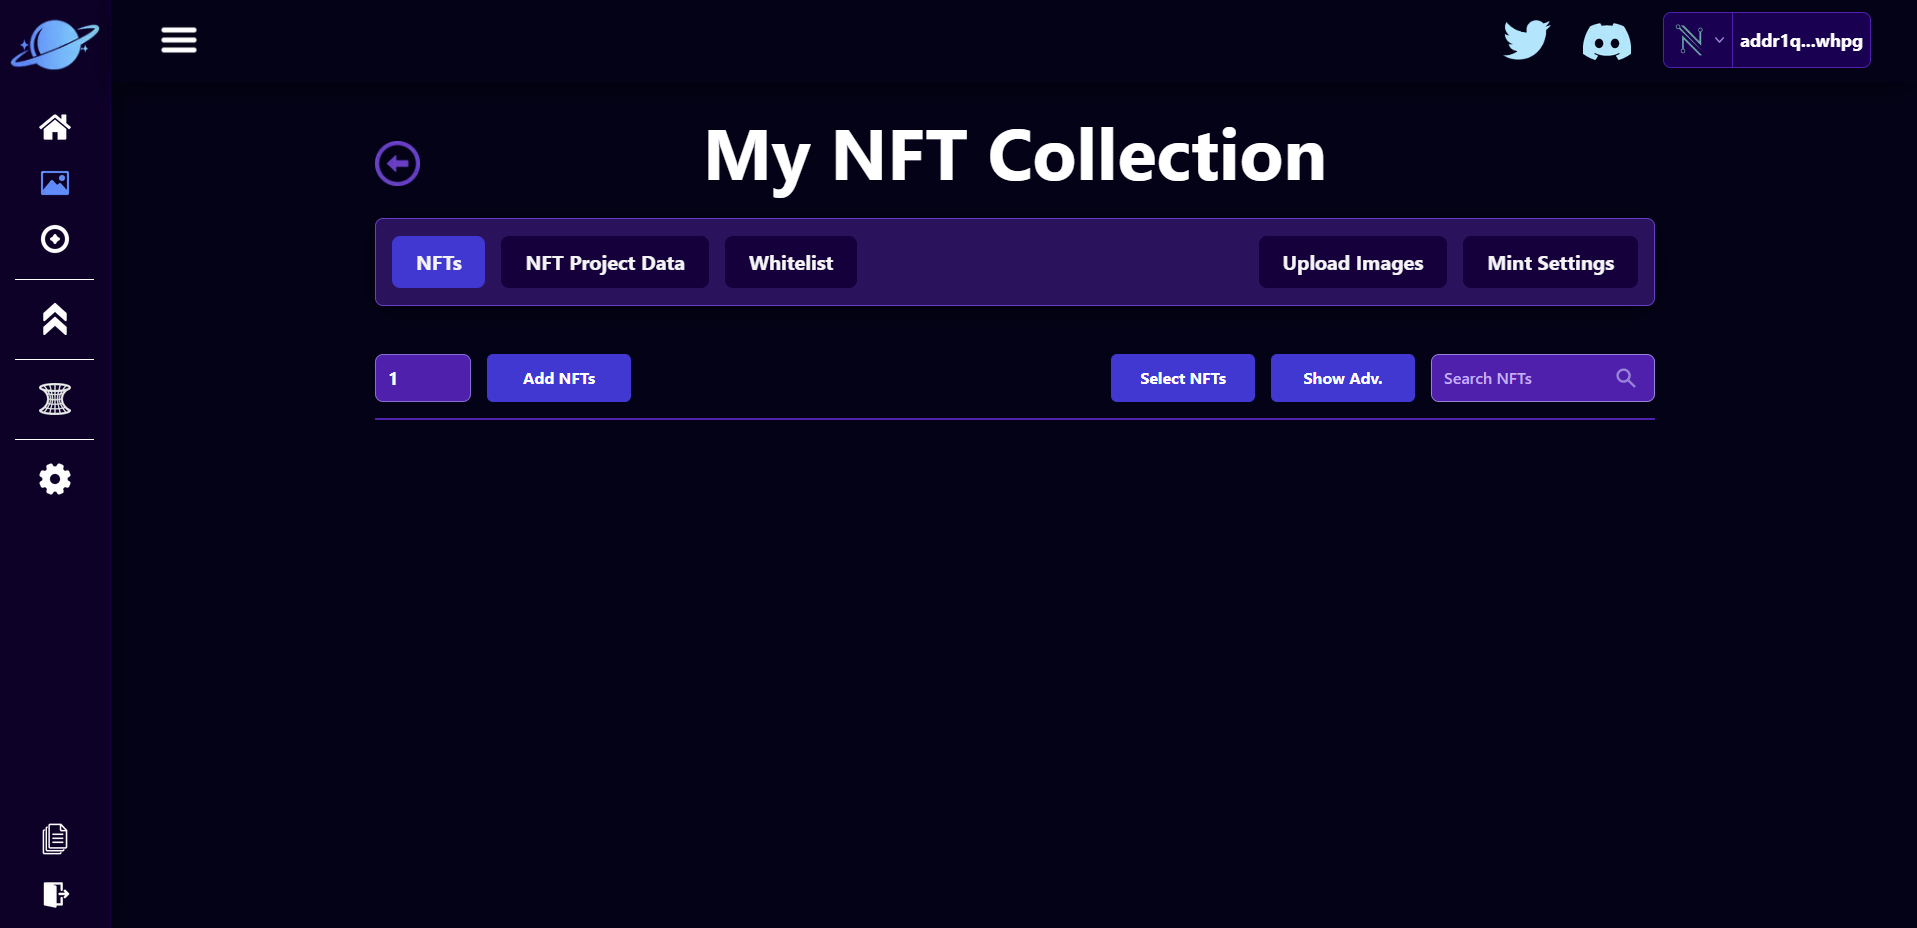 addr1q...whpg
My NFT Collection
NFTs
NFT Project Data
Whitelist
Upload Images
Mint Settings
1
Add NFTs
Select NFTs
Show Adv.
Search NFTs